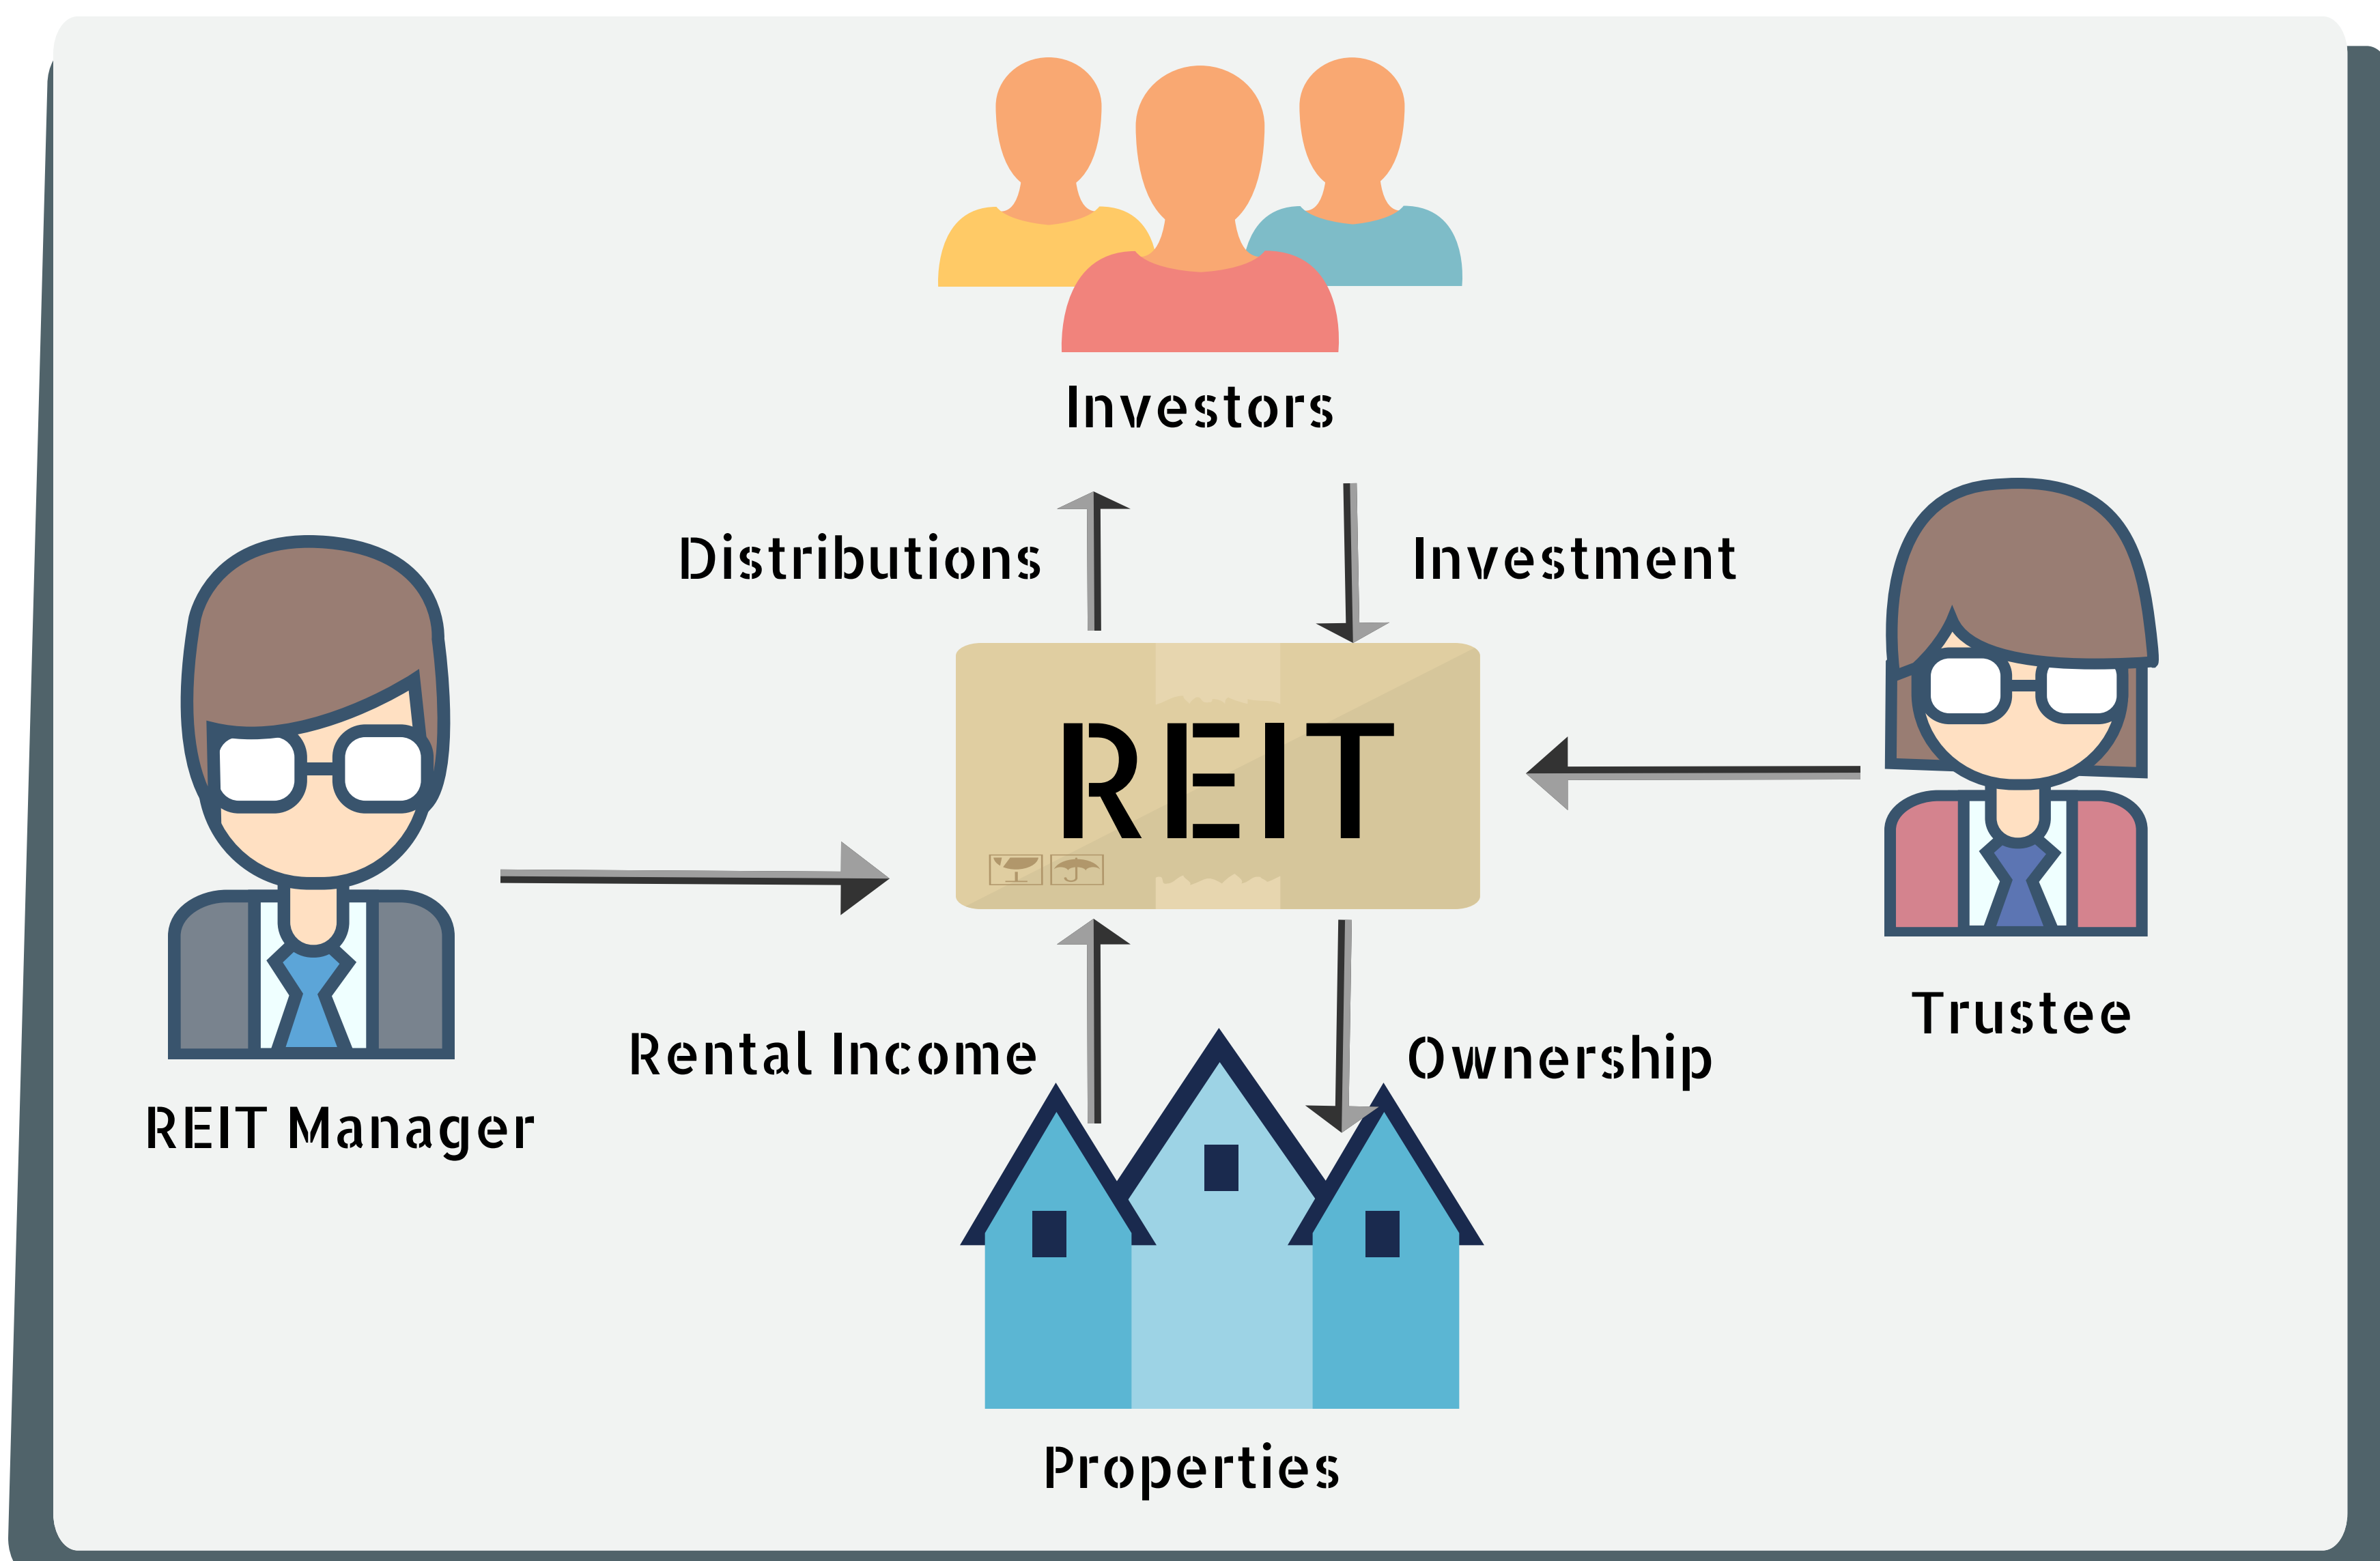 Investors
Distributions
Investment
REIT
Trustee
Rental Income
Ownership
REIT Manager
Properties